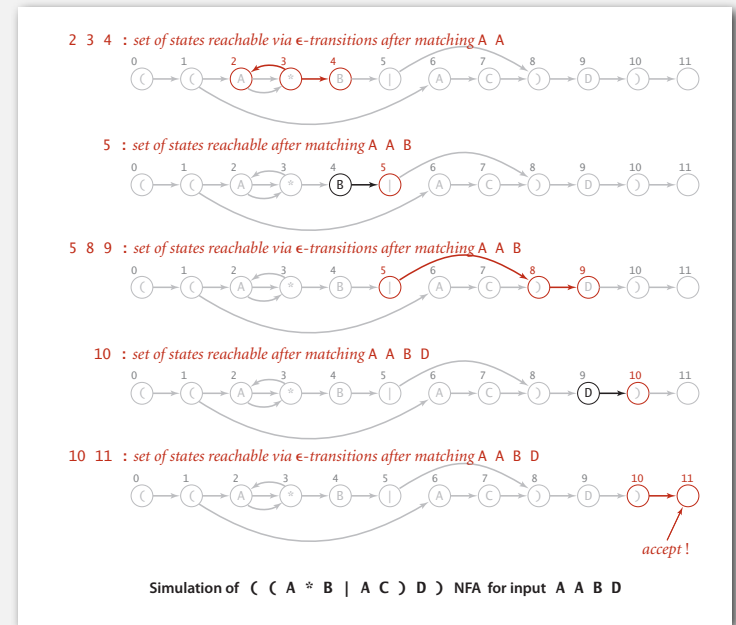 2 3 4 : set of states reachable via ϵ-transitions after matching A A
0 1 2 3 4 5 6 7 8 9 10 11
( ( A * B | A C ) D )
5 : set of states reachable after matching A A B
0 1 2 3 4 5 6 7 8 9 10 11
( ( A * B | A C ) D )
5 8 9 : set of states reachable via ϵ-transitions after matching A A B
0 1 2 3 4 5 6 7 8 9 10 11
( ( A * B | A C ) D )
10 : set of states reachable after matching A A B D
0 1 2 3 4 5 6 7 8 9 10 11
( ( A * B | A C ) D )
10 11 : set of states reachable via ϵ-transitions after matching A A B D
0 1 2 3 4 5 6 7 8 9 10 11
( ( A * B | A C ) D )
accept !
Simulation of ( ( A * B | A C ) D ) NFA for input A A B D